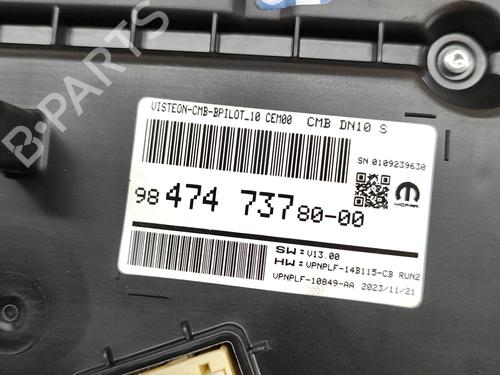 VISTEON-CMB-BPILOT_10 CEM00 CMB DN10 S
SN 0109239630
98 474 737 80-00
MOPAR
SW: V13.00
HW: VPNPLF-14B115-CB RUN2
VPNPLF-10849-AA 2023/11/21
B PARTS